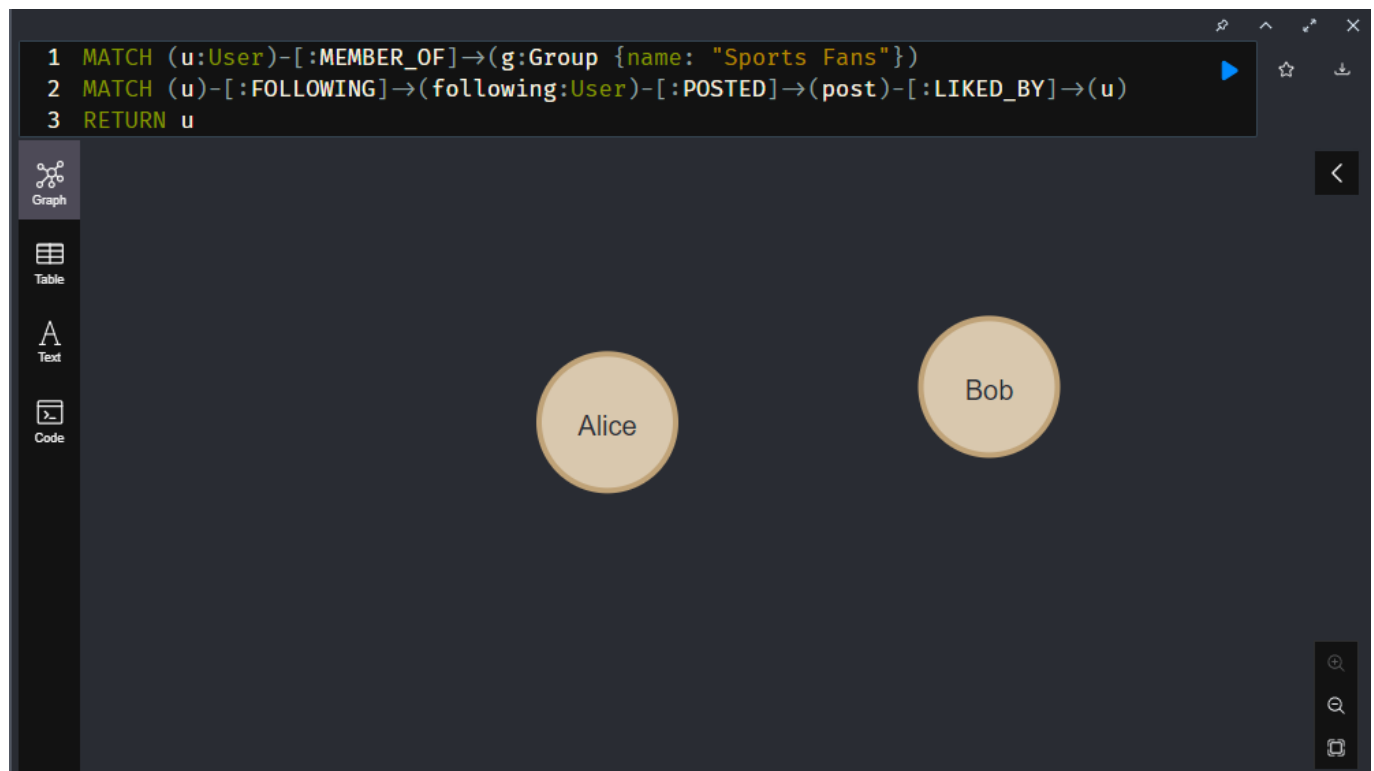 1 MATCH (u:User)-[:MEMBER_OF]→(g:Group {name: "Sports Fans"})
2 MATCH (u)-[:FOLLOWING]→(following:User)-[:POSTED]→(post)-[:LIKED_BY]→(u)
3 RETURN u
Graph
Table
A
Text
Code
Alice
Bob